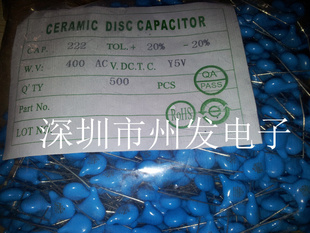 CERAMIC DISC CAPACITOR
CAP. 222 TOL.+ 20% -20%
W.V: 400 AC V.DC.T.C. Y5V
Q'TY 500 PCS
QA PASS
Part No.
RoHS
LOT NO
深圳市州发电子